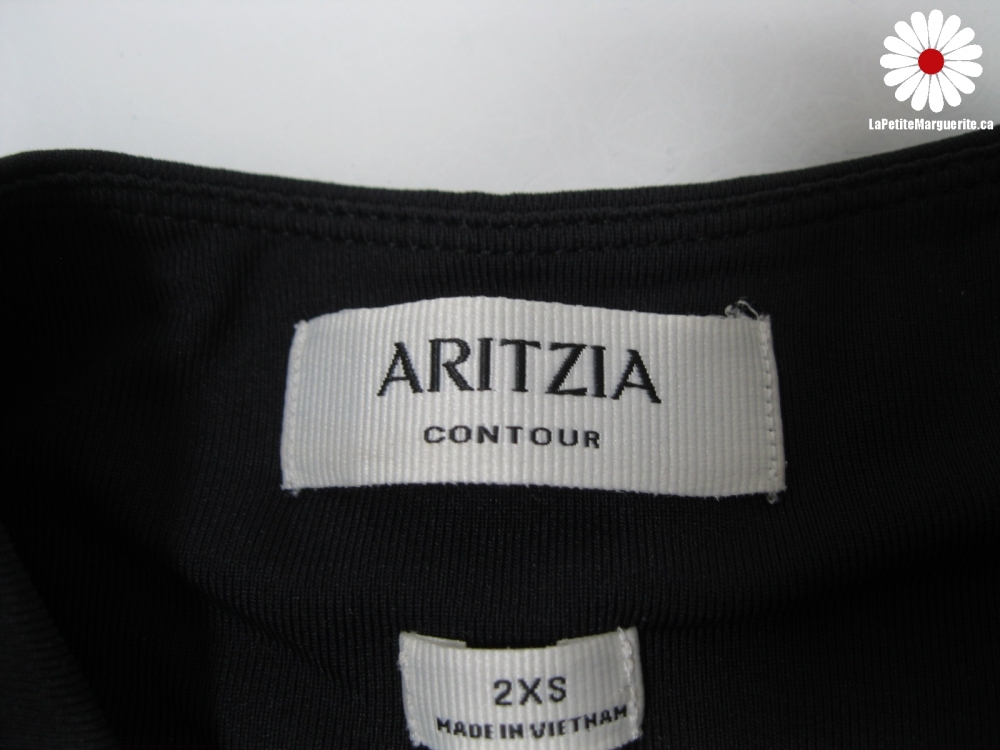 LaPetiteMarguerite.ca
ARITZIA
CONTOUR
2XS
MADE IN VIETNAM